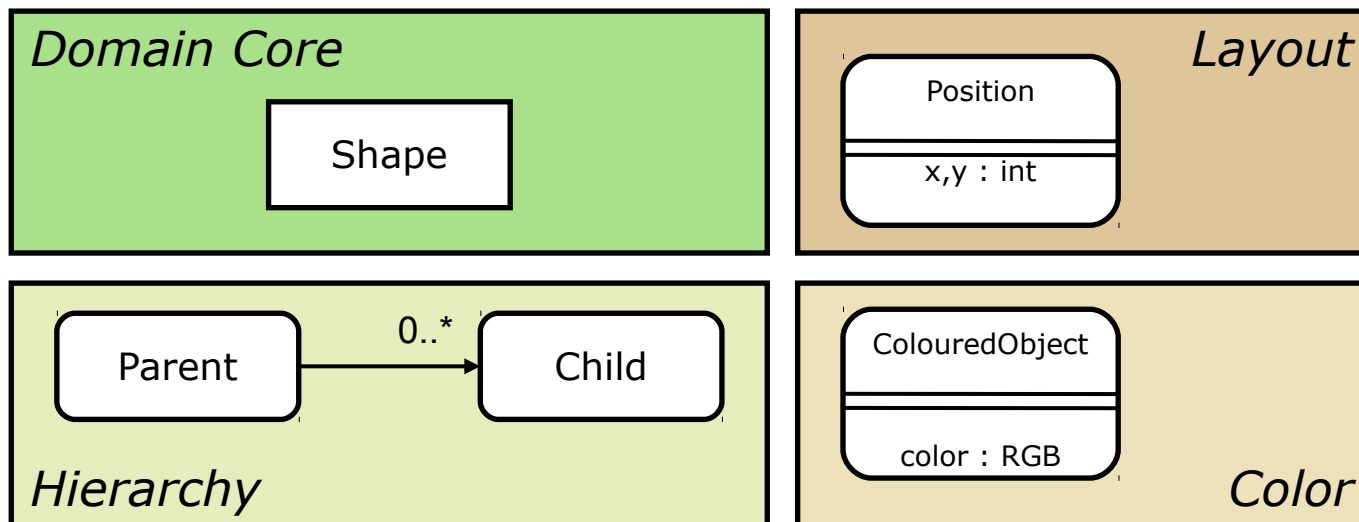 Domain Core
Shape
Layout
Position
x,y : int
Parent
0..*
Child
Hierarchy
ColouredObject
color : RGB
Color